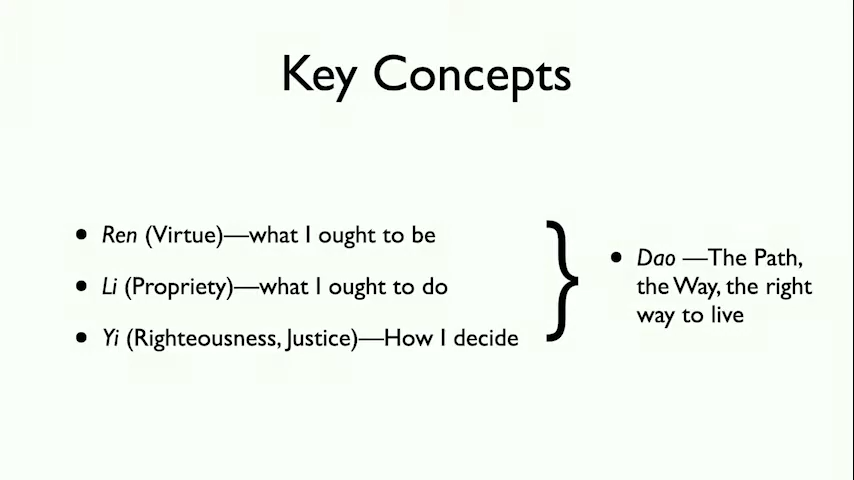 Key Concepts
• Ren (Virtue)—what I ought to be
• Li (Propriety)—what I ought to do
• Yi (Righteousness, Justice)—How I decide
}
• Dao —The Path,
the Way, the right
way to live